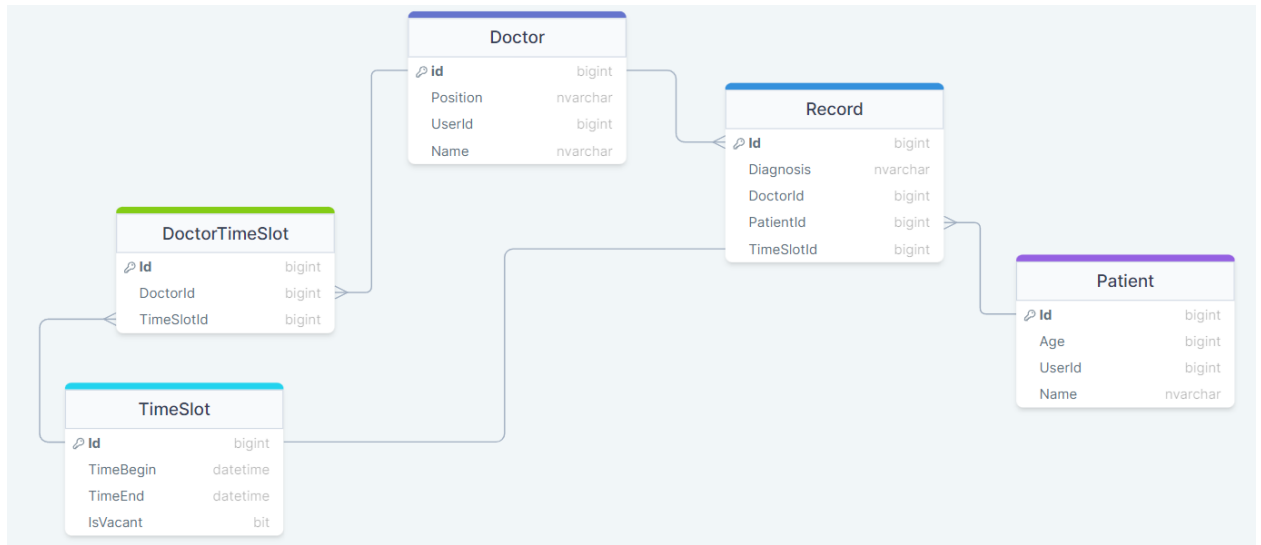 Doctor
id bigint
Position nvarchar
UserId bigint
Name nvarchar
Record
Id bigint
Diagnosis nvarchar
DoctorId bigint
PatientId bigint
TimeSlotId bigint
DoctorTimeSlot
Id bigint
DoctorId bigint
TimeSlotId bigint
Patient
Id bigint
Age bigint
UserId bigint
Name nvarchar
TimeSlot
Id bigint
TimeBegin datetime
TimeEnd datetime
IsVacant bit